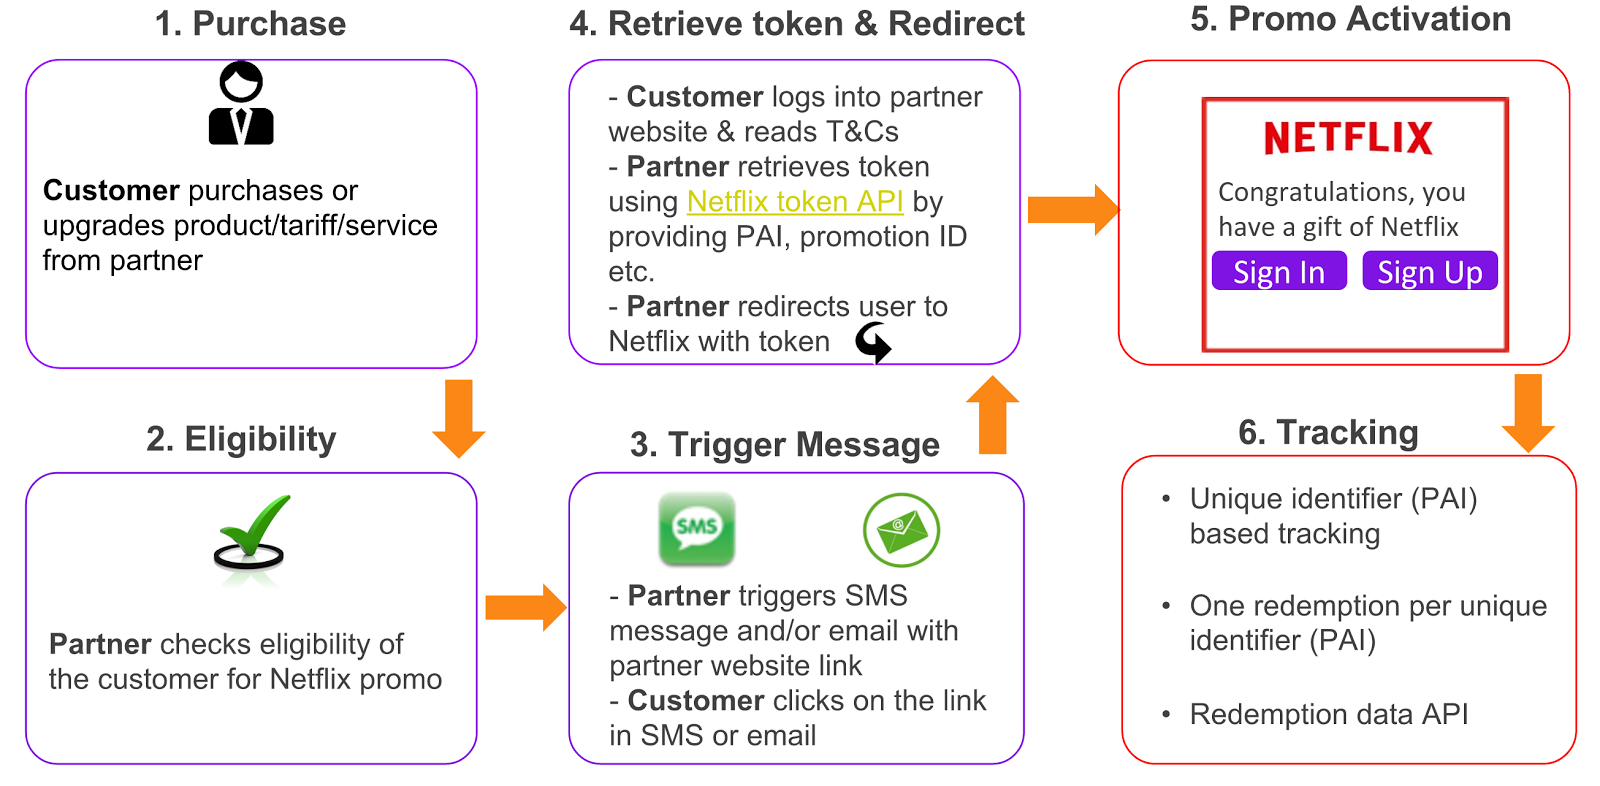 1. Purchase
Customer purchases or
upgrades product/tariff/service
from partner
2. Eligibility
Partner checks eligibility of
the customer for Netflix promo
3. Trigger Message
SMS
@
- Partner triggers SMS
message and/or email with
partner website link
- Customer clicks on the link
in SMS or email
4. Retrieve token & Redirect
- Customer logs into partner
website & reads T&Cs
- Partner retrieves token
using Netflix token API by
providing PAI, promotion ID
etc.
- Partner redirects user to
Netflix with token
5. Promo Activation
NETFLIX
Congratulations, you
have a gift of Netflix
Sign In Sign Up
6. Tracking
• Unique identifier (PAI)
based tracking
• One redemption per unique
identifier (PAI)
• Redemption data API